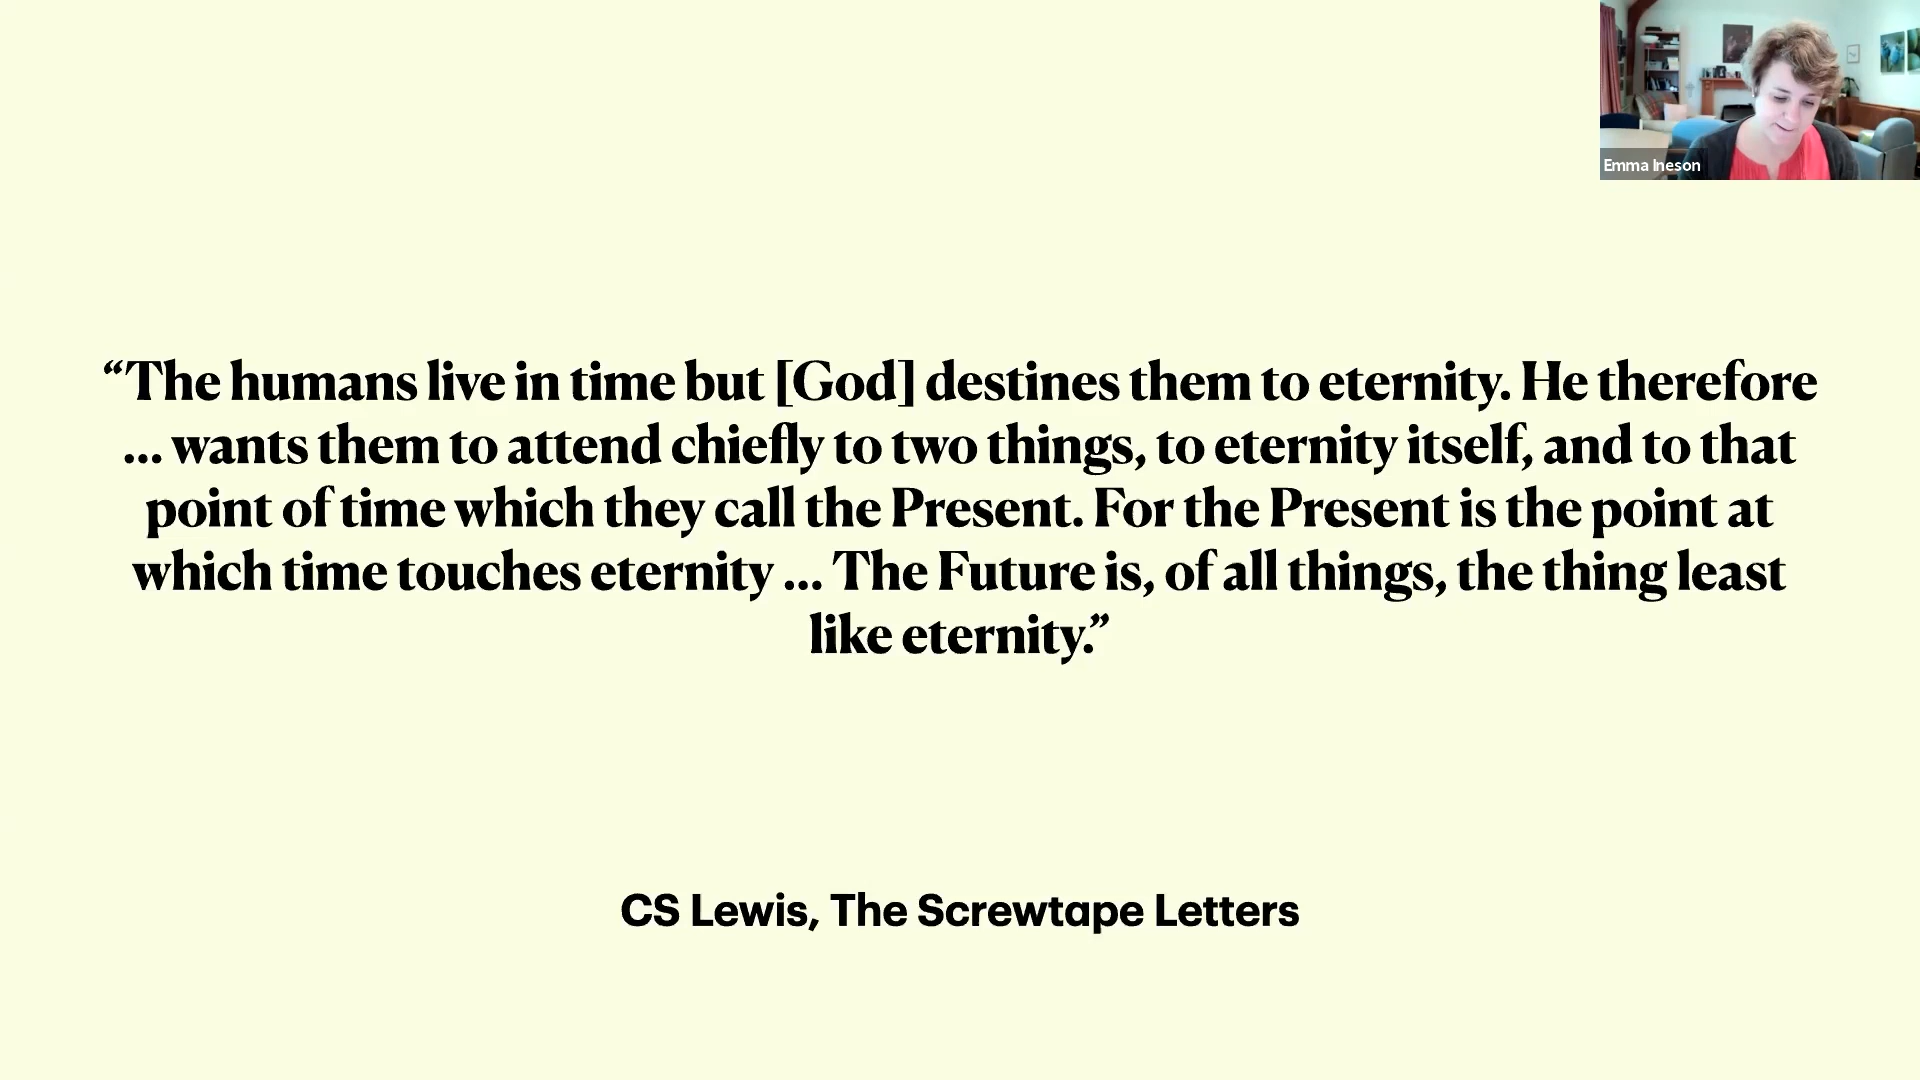 Emma Ineson
“The humans live in time but [God] destines them to eternity. He therefore
... wants them to attend chiefly to two things, to eternity itself, and to that
point of time which they call the Present. For the Present is the point at
which time touches eternity ... The Future is, of all things, the thing least
like eternity.”
CS Lewis, The Screwtape Letters